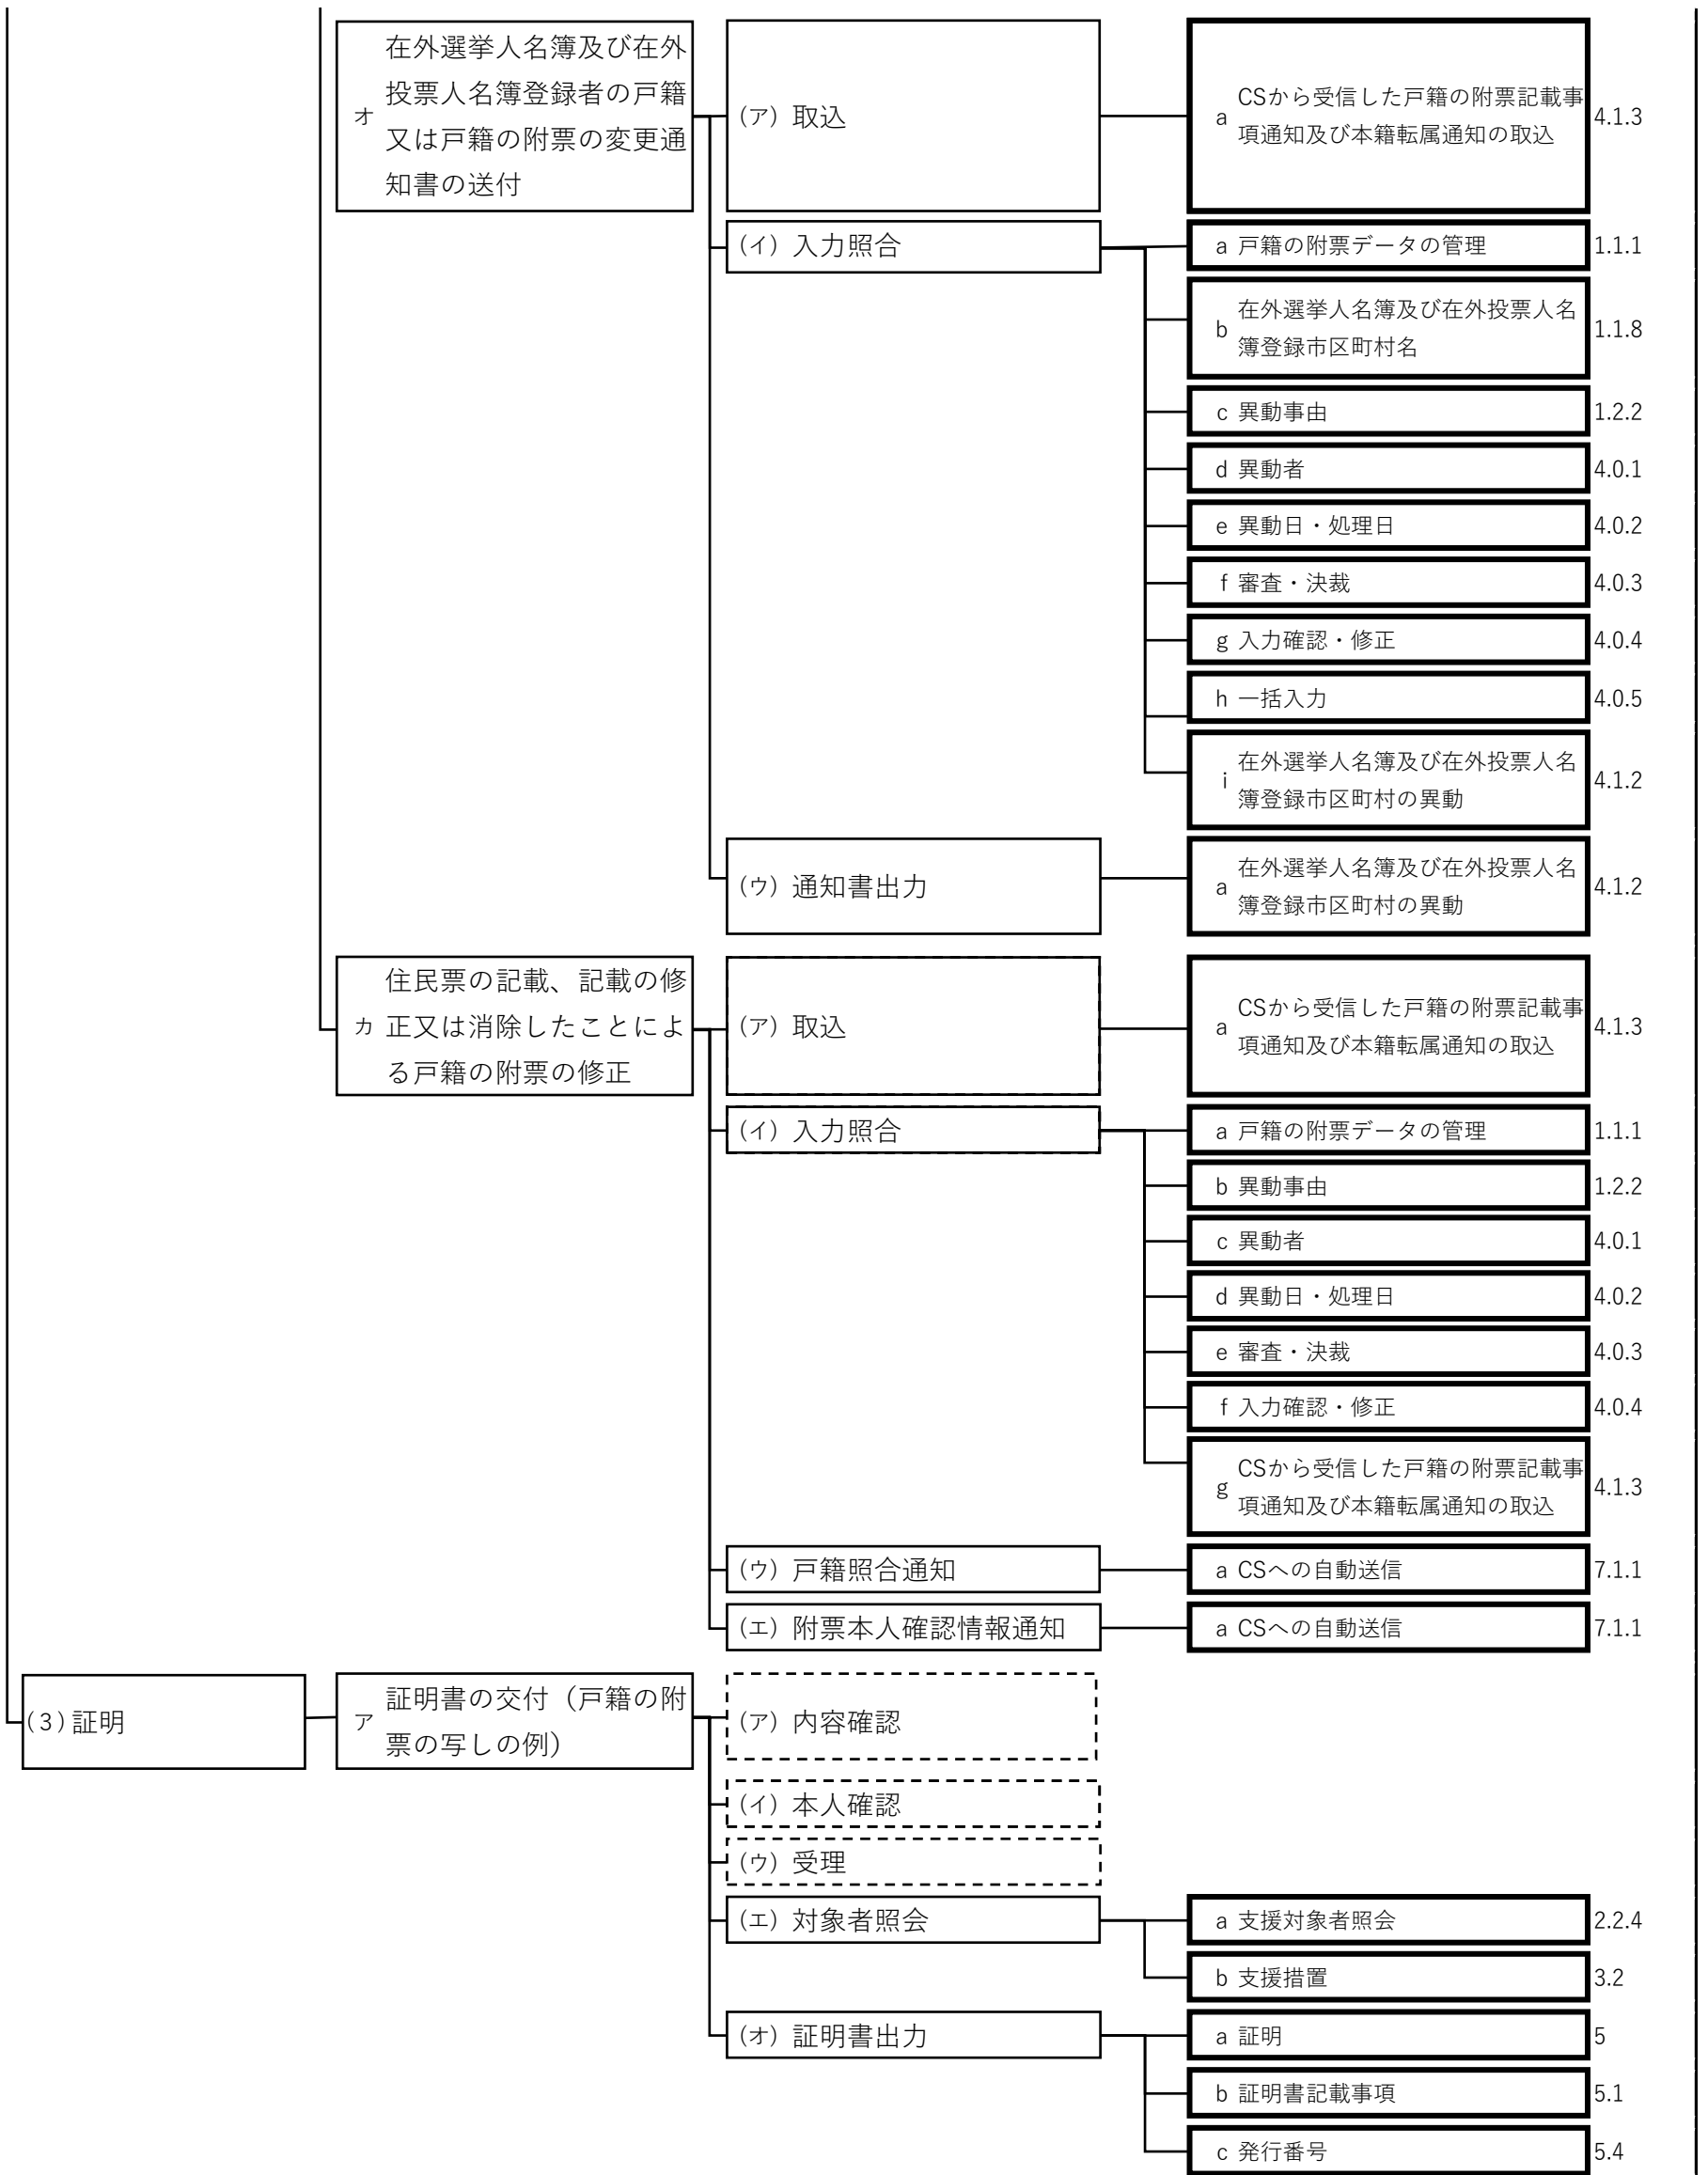 オ
在外選挙人名簿及び在外
投票人名簿登録者の戸籍
又は戸籍の附票の変更通
知書の送付
(ア) 取込
a
CSから受信した戸籍の附票記載事
項通知及び本籍転属通知の取込
4.1.3
(イ) 入力照合
a 戸籍の附票データの管理
1.1.1
b
在外選挙人名簿及び在外投票人名
簿登録市区町村名
1.1.8
c 異動事由
1.2.2
d 異動者
4.0.1
e 異動日・処理日
4.0.2
f 審査・決裁
4.0.3
g 入力確認・修正
4.0.4
h 一括入力
4.0.5
i
在外選挙人名簿及び在外投票人名
簿登録市区町村の異動
4.1.2
(ウ) 通知書出力
a
在外選挙人名簿及び在外投票人名
簿登録市区町村の異動
4.1.2
カ
住民票の記載、記載の修
正又は消除したことによ
る戸籍の附票の修正
(ア) 取込
a
CSから受信した戸籍の附票記載事
項通知及び本籍転属通知の取込
4.1.3
(イ) 入力照合
a 戸籍の附票データの管理
1.1.1
b 異動事由
1.2.2
c 異動者
4.0.1
d 異動日・処理日
4.0.2
e 審査・決裁
4.0.3
f 入力確認・修正
4.0.4
g
CSから受信した戸籍の附票記載事
項通知及び本籍転属通知の取込
4.1.3
(ウ) 戸籍照合通知
a CSへの自動送信
7.1.1
(エ) 附票本人確認情報通知
a CSへの自動送信
7.1.1
(3) 証明
ア
証明書の交付（戸籍の附
票の写しの例）
(ア) 内容確認
(イ) 本人確認
(ウ) 受理
(エ) 対象者照会
a 支援対象者照会
2.2.4
b 支援措置
3.2
(オ) 証明書出力
a 証明
5
b 証明書記載事項
5.1
c 発行番号
5.4